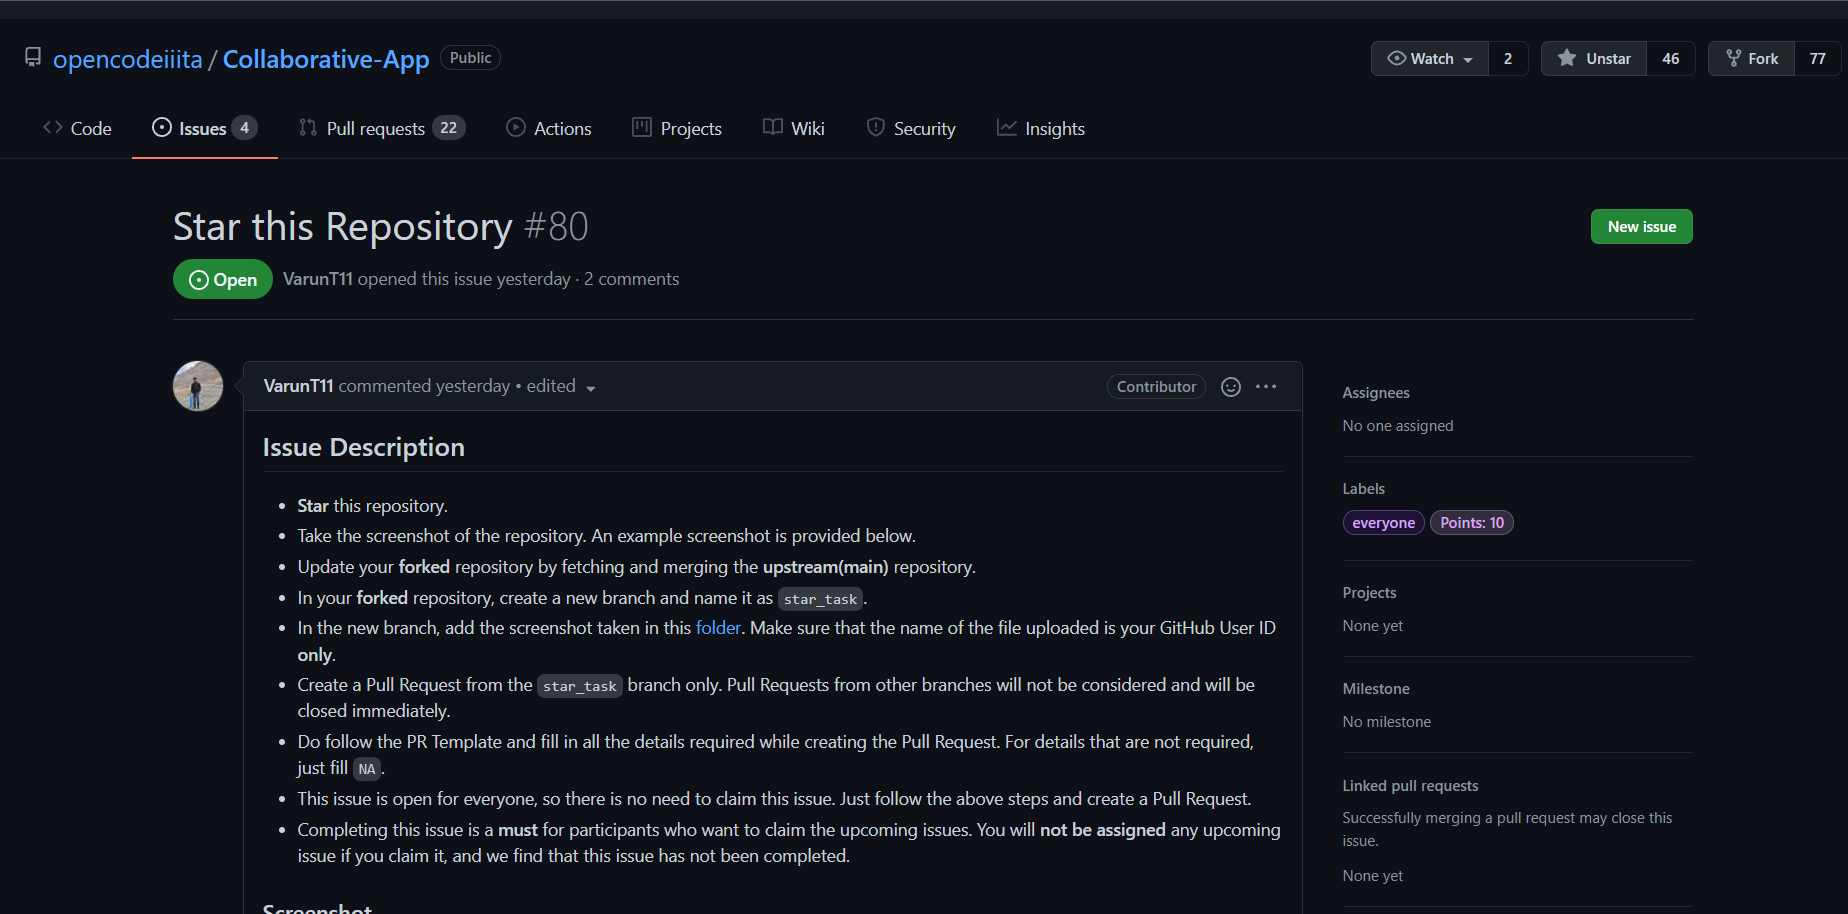 opencodeiiita / Collaborative-App Public
Watch 2 Unstar 46 Fork 77
Code Issues 4 Pull requests 22 Actions Projects Wiki Security Insights
Star this Repository #80
New issue
Open VarunT11 opened this issue yesterday · 2 comments
VarunT11 commented yesterday • edited
Contributor
Issue Description
• Star this repository.
• Take the screenshot of the repository. An example screenshot is provided below.
• Update your forked repository by fetching and merging the upstream(main) repository.
• In your forked repository, create a new branch and name it as star_task.
• In the new branch, add the screenshot taken in this folder. Make sure that the name of the file uploaded is your GitHub User ID
only.
• Create a Pull Request from the star_task branch only. Pull Requests from other branches will not be considered and will be
closed immediately.
• Do follow the PR Template and fill in all the details required while creating the Pull Request. For details that are not required,
just fill NA.
• This issue is open for everyone, so there is no need to claim this issue. Just follow the above steps and create a Pull Request.
• Completing this issue is a must for participants who want to claim the upcoming issues. You will not be assigned any upcoming
issue if you claim it, and we find that this issue has not been completed.
Screenshot
Assignees
No one assigned
Labels
everyone Points: 10
Projects
None yet
Milestone
No milestone
Linked pull requests
Successfully merging a pull request may close this
issue.
None yet